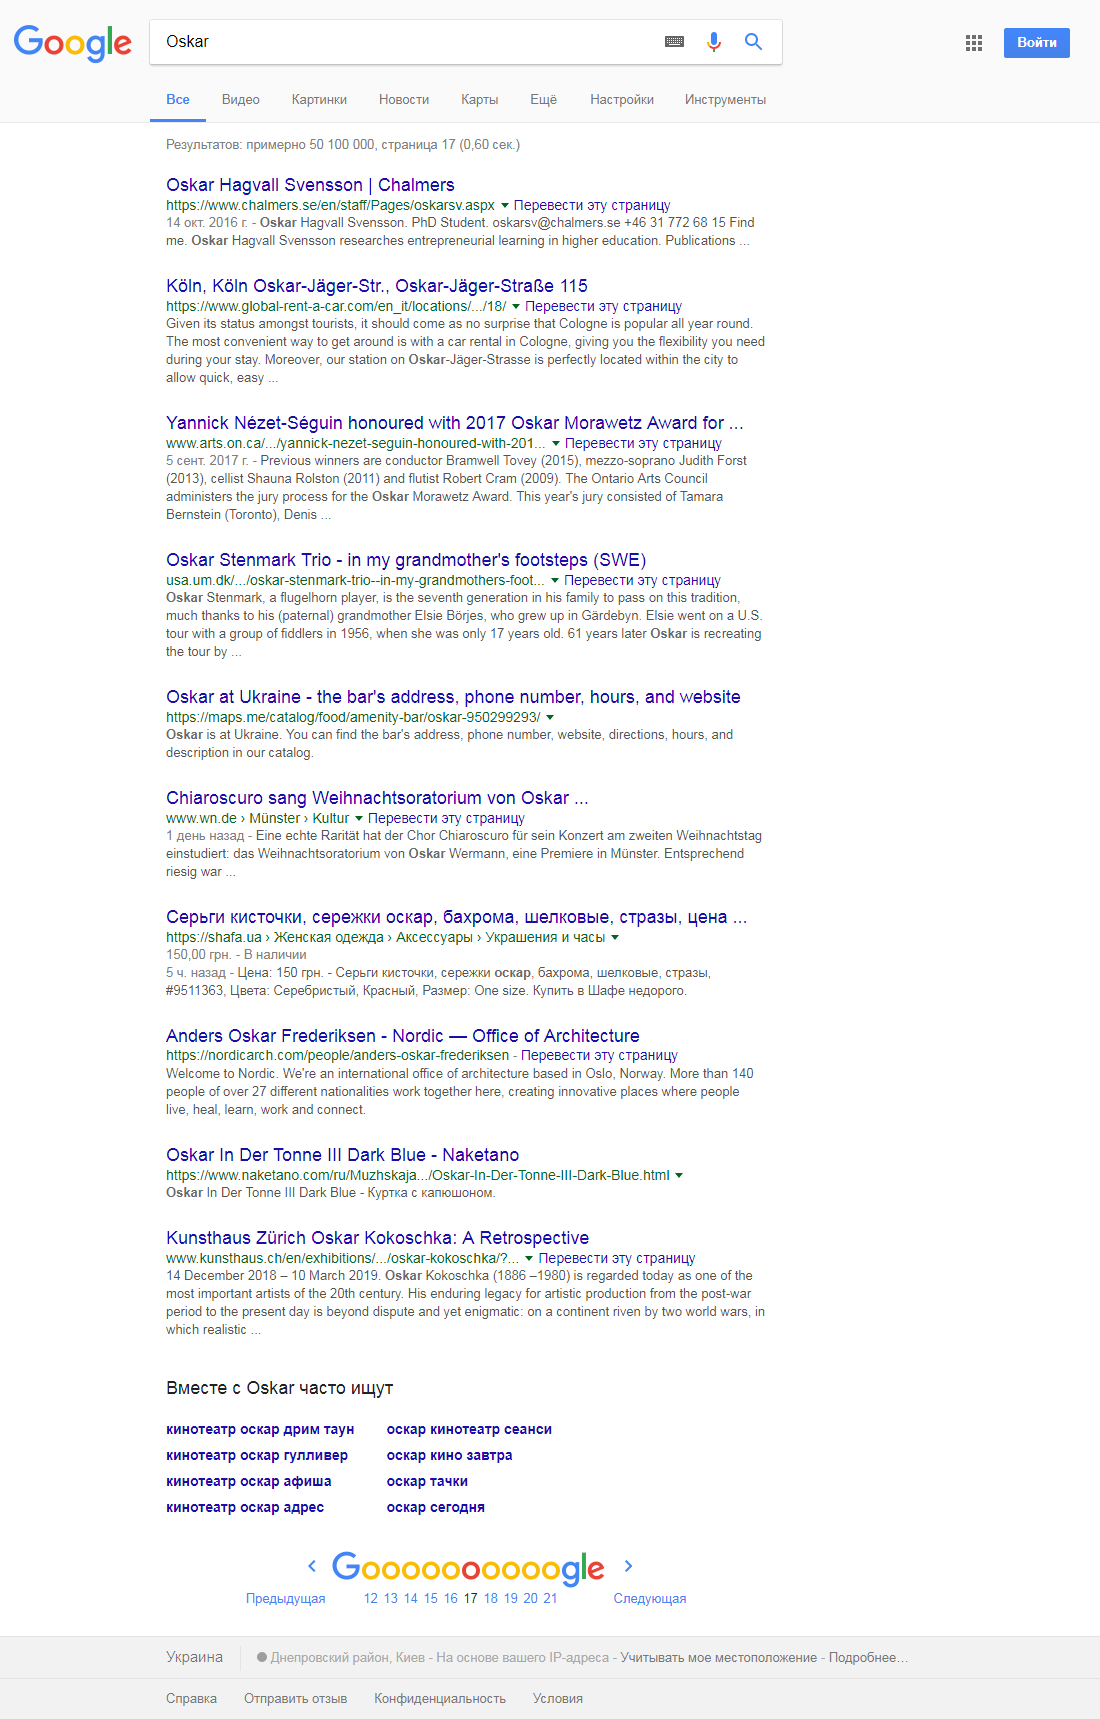 Google
Oskar
Войти
Все Видео Картинки Новости Карты Ещё Настройки Инструменты
Результатов: примерно 50 100 000, страница 17 (0,60 сек.)
Oskar Hagvall Svensson | Chalmers
https://www.chalmers.se/en/staff/Pages/oskarsv.aspx Перевести эту страницу
14 окт. 2016 г. - Oskar Hagvall Svensson. PhD Student. oskarsv@chalmers.se +46 31 772 68 15 Find
me. Oskar Hagvall Svensson researches entrepreneurial learning in higher education. Publications ...
Köln, Köln Oskar-Jäger-Str., Oskar-Jäger-Straße 115
https://www.global-rent-a-car.com/en_it/locations/.../18/ Перевести эту страницу
Given its status amongst tourists, it should come as no surprise that Cologne is popular all year round.
The most convenient way to get around is with a car rental in Cologne, giving you the flexibility you need
during your stay. Moreover, our station on Oskar-Jäger-Strasse is perfectly located within the city to
allow quick, easy ...
Yannick Nézet-Séguin honoured with 2017 Oskar Morawetz Award for ...
www.arts.on.ca/.../yannick-nezet-seguin-honoured-with-201... Перевести эту страницу
5 сент. 2017 г. - Previous winners are conductor Bramwell Tovey (2015), mezzo-soprano Judith Forst
(2013), cellist Shauna Rolston (2011) and flutist Robert Cram (2009). The Ontario Arts Council
administers the jury process for the Oskar Morawetz Award. This year's jury consisted of Tamara
Bernstein (Toronto), Denis ...
Oskar Stenmark Trio - in my grandmother's footsteps (SWE)
usa.um.dk/.../oskar-stenmark-trio--in-my-grandmothers-foot... Перевести эту страницу
Oskar Stenmark, a flugelhorn player, is the seventh generation in his family to pass on this tradition,
much thanks to his (paternal) grandmother Elsie Börjes, who grew up in Gärdebyn. Elsie went on a U.S.
tour with a group of fiddlers in 1956, when she was only 17 years old. 61 years later Oskar is recreating
the tour by ...
Oskar at Ukraine - the bar's address, phone number, hours, and website
https://maps.me/catalog/food/amenity-bar/oskar-950299293/
Oskar is at Ukraine. You can find the bar's address, phone number, website, directions, hours, and
description in our catalog.
Chiaroscuro sang Weihnachtsoratorium von Oskar ...
www.wn.de › Münster › Kultur Перевести эту страницу
1 день назад - Eine echte Rarität hat der Chor Chiaroscuro für sein Konzert am zweiten Weihnachtstag
einstudiert: das Weihnachtsoratorium von Oskar Wermann, eine Premiere in Münster. Entsprechend
riesig war ...
Серьги кисточки, сережки оскар, бахрома, шелковые, стразы, цена ...
https://shafa.ua › Женская одежда › Аксессуары › Украшения и часы
150,00 грн. - В наличии
5 ч. назад - Цена: 150 грн. - Серьги кисточки, сережки оскар, бахрома, шелковые, стразы,
#9511363, Цвета: Серебристый, Красный, Размер: One size. Купить в Шафе недорого.
Anders Oskar Frederiksen - Nordic — Office of Architecture
https://nordicarch.com/people/anders-oskar-frederiksen - Перевести эту страницу
Welcome to Nordic. We're an international office of architecture based in Oslo, Norway. More than 140
people of over 27 different nationalities work together here, creating innovative places where people
live, heal, learn, work and connect.
Oskar In Der Tonne III Dark Blue - Naketano
https://www.naketano.com/ru/Muzhskaja.../Oskar-In-Der-Tonne-III-Dark-Blue.html
Oskar In Der Tonne III Dark Blue - Куртка с капюшоном.
Kunsthaus Zürich Oskar Kokoschka: A Retrospective
www.kunsthaus.ch/en/exhibitions/.../oskar-kokoschka/?... Перевести эту страницу
14 December 2018 – 10 March 2019. Oskar Kokoschka (1886 –1980) is regarded today as one of the
most important artists of the 20th century. His enduring legacy for artistic production from the post-war
period to the present day is beyond dispute and yet enigmatic: on a continent riven by two world wars, in
which realistic ...
Вместе с Oskar часто ищут
кинотеатр оскар дрим таун оскар кинотеатр сеанси
кинотеатр оскар гулливер оскар кино завтра
кинотеатр оскар афиша оскар тачки
кинотеатр оскар адрес оскар сегодня
Goooooooooogle
Предыдущая 12 13 14 15 16 17 18 19 20 21 Следующая
Украина Днепровский район, Киев - На основе вашего IP-адреса - Учитывать мое местоположение - Подробнее…
Справка Отправить отзыв Конфиденциальность Условия